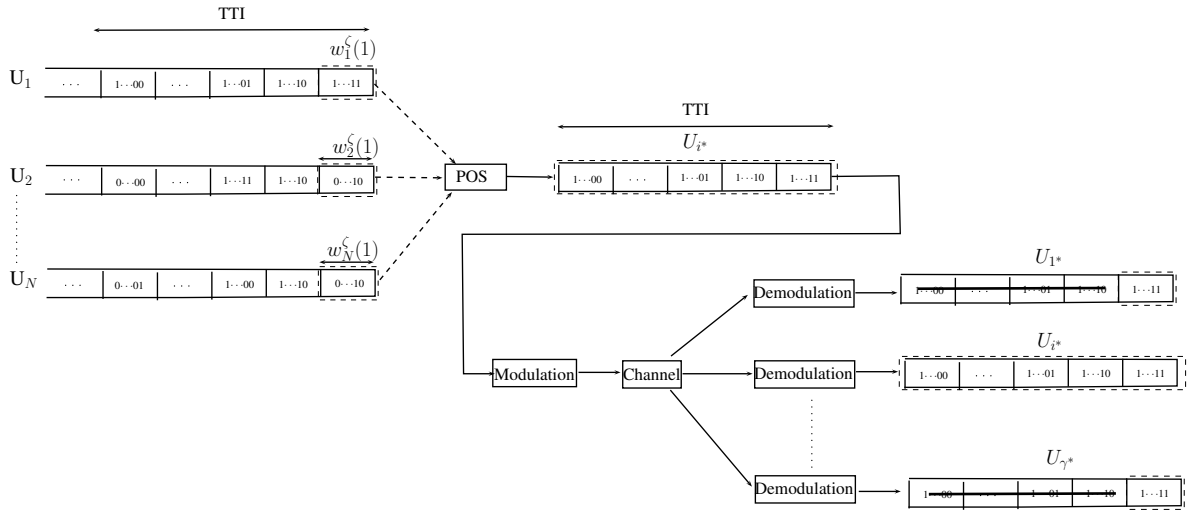 TTI
w_1^ζ(1)
U_1 ··· 1···00 ··· 1···01 1···10 1···11
TTI
w_2^ζ(1)
U_{i*}
U_2 ··· 0···00 ··· 1···11 1···10 0···10
POS
1···00 ··· 1···01 1···10 1···11
w_N^ζ(1)
U_N ··· 0···01 ··· 1···00 1···10 0···10
U_{1*}
Demodulation
1···00 ··· 1···01 1···10 1···11
U_{i*}
Modulation
Channel
Demodulation
1···00 ··· 1···01 1···10 1···11
U_{γ*}
Demodulation
1···00 ··· 1···01 1···10 1···11